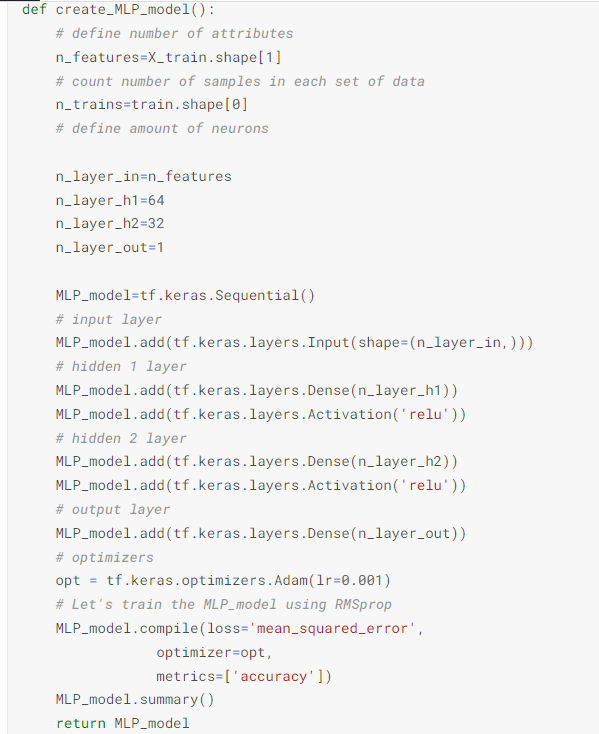 def create_MLP_model():
    # define number of attributes
    n_features=X_train.shape[1]
    # count number of samples in each set of data
    n_trains=train.shape[0]
    # define amount of neurons

    n_layer_in=n_features
    n_layer_h1=64
    n_layer_h2=32
    n_layer_out=1

    MLP_model=tf.keras.Sequential()
    # input layer
    MLP_model.add(tf.keras.layers.Input(shape=(n_layer_in,)))
    # hidden 1 layer
    MLP_model.add(tf.keras.layers.Dense(n_layer_h1))
    MLP_model.add(tf.keras.layers.Activation('relu'))
    # hidden 2 layer
    MLP_model.add(tf.keras.layers.Dense(n_layer_h2))
    MLP_model.add(tf.keras.layers.Activation('relu'))
    # output layer
    MLP_model.add(tf.keras.layers.Dense(n_layer_out))
    # optimizers
    opt = tf.keras.optimizers.Adam(lr=0.001)
    # Let's train the MLP_model using RMSprop
    MLP_model.compile(loss='mean_squared_error',
                optimizer=opt,
                metrics=['accuracy'])
    MLP_model.summary()
    return MLP_model